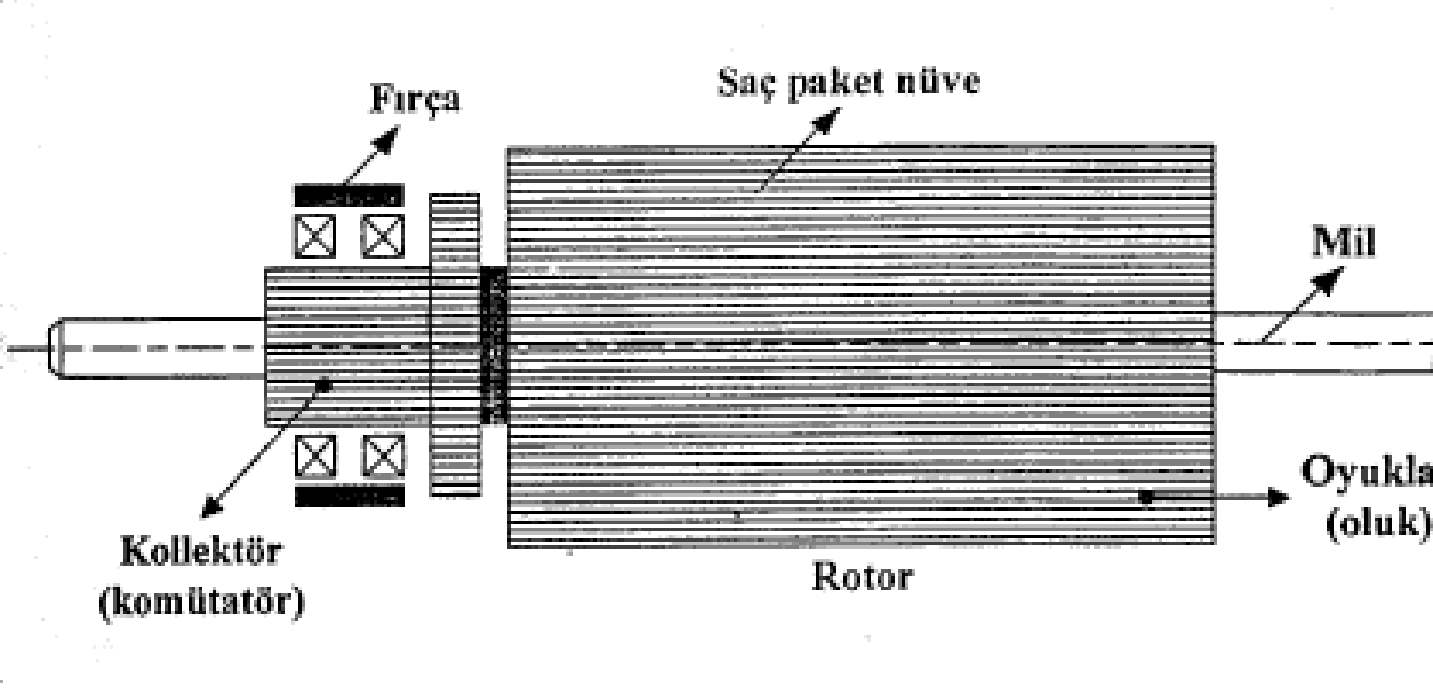 Fırça
Saç paket nüve
Mil
Oyukla
(oluk)
Kollektör
(komütatör)
Rotor